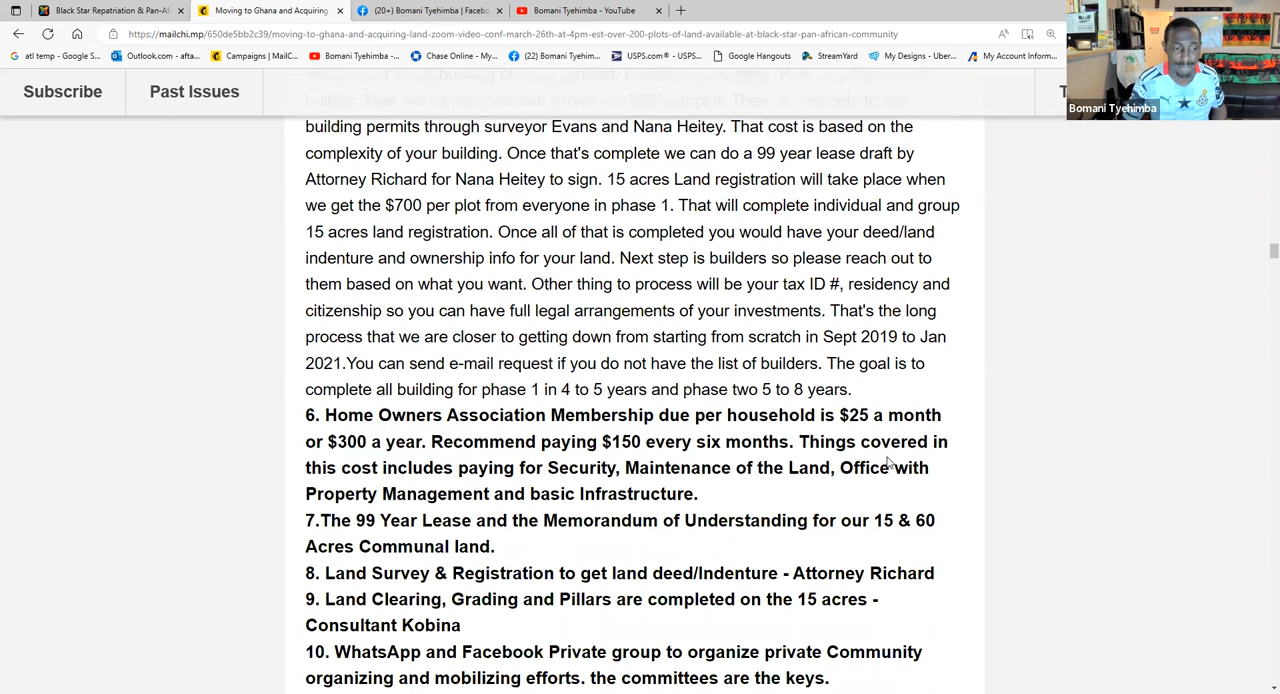 Black Star Repatriation & Pan-Af
Moving to Ghana and Acquiring
(20+) Bomani Tyehimba | Faceb
Bomani Tyehimba - YouTube
https://mailchi.mp/650de5bb2c39/moving-to-ghana-and-acquiring-land-zoom-video-conf-march-26th-at-4pm-est-over-200-plots-of-land-available-at-black-star-pan-african-community
atl temp - Google S...
Outlook.com - afta...
Campaigns | MailC...
Bomani Tyehimba -...
Chase Online - My...
(22) Bomani Tyehim...
USPS.com® - USPS...
Google Hangouts
StreamYard
My Designs - Uber...
My Account Inform...
Bomani Tyehimba
Subscribe
Past Issues
building permits through surveyor Evans and Nana Heitey. That cost is based on the
complexity of your building. Once that's complete we can do a 99 year lease draft by
Attorney Richard for Nana Heitey to sign. 15 acres Land registration will take place when
we get the $700 per plot from everyone in phase 1. That will complete individual and group
15 acres land registration. Once all of that is completed you would have your deed/land
indenture and ownership info for your land. Next step is builders so please reach out to
them based on what you want. Other thing to process will be your tax ID #, residency and
citizenship so you can have full legal arrangements of your investments. That's the long
process that we are closer to getting down from starting from scratch in Sept 2019 to Jan
2021.You can send e-mail request if you do not have the list of builders. The goal is to
complete all building for phase 1 in 4 to 5 years and phase two 5 to 8 years.
6. Home Owners Association Membership due per household is $25 a month
or $300 a year. Recommend paying $150 every six months. Things covered in
this cost includes paying for Security, Maintenance of the Land, Office with
Property Management and basic Infrastructure.
7.The 99 Year Lease and the Memorandum of Understanding for our 15 & 60
Acres Communal land.
8. Land Survey & Registration to get land deed/Indenture - Attorney Richard
9. Land Clearing, Grading and Pillars are completed on the 15 acres -
Consultant Kobina
10. WhatsApp and Facebook Private group to organize private Community
organizing and mobilizing efforts. the committees are the keys.